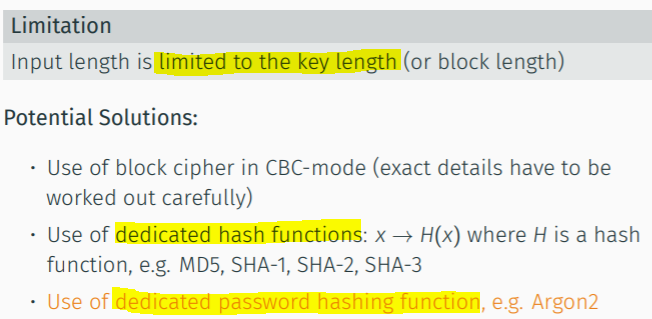 Limitation
Input length is limited to the key length (or block length)
Potential Solutions:
• Use of block cipher in CBC-mode (exact details have to be
worked out carefully)
• Use of dedicated hash functions: x → H(x) where H is a hash
function, e.g. MD5, SHA-1, SHA-2, SHA-3
• Use of dedicated password hashing function, e.g. Argon2